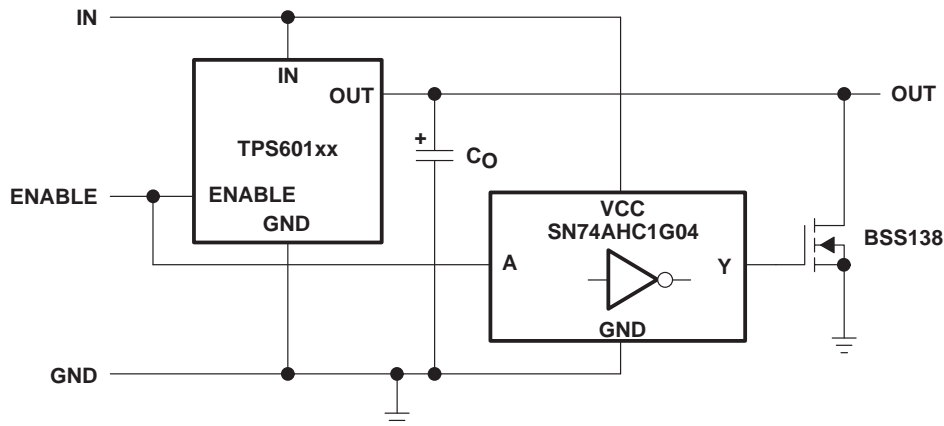 IN
IN
OUT
OUT
TPS601xx
+
CO
ENABLE
ENABLE
GND
VCC
SN74AHC1G04
BSS138
A
Y
GND
GND